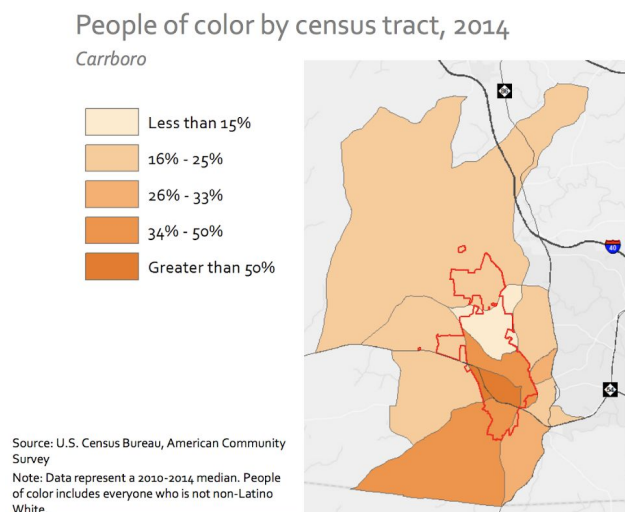 People of color by census tract, 2014
Carrboro
Less than 15%
16% - 25%
26% - 33%
34% - 50%
Greater than 50%
40
Source: U.S. Census Bureau, American Community
Survey
Note: Data represent a 2010-2014 median. People
of color includes everyone who is not non-Latino
White